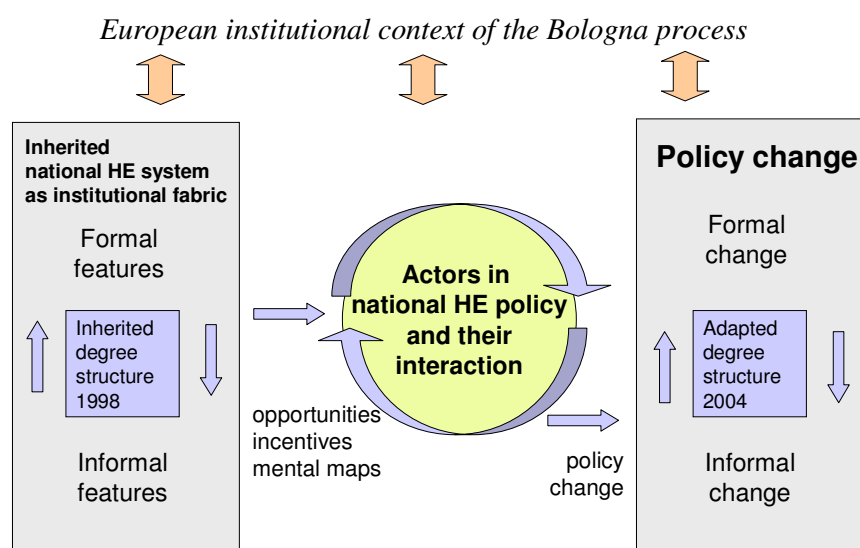 European institutional context of the Bologna process
Inherited
national HE system
as institutional fabric
Formal
features
Inherited
degree
structure
1998
Informal
features
opportunities
incentives
mental maps
Actors in
national HE policy
and their
interaction
policy
change
Policy change
Formal
change
Adapted
degree
structure
2004
Informal
change